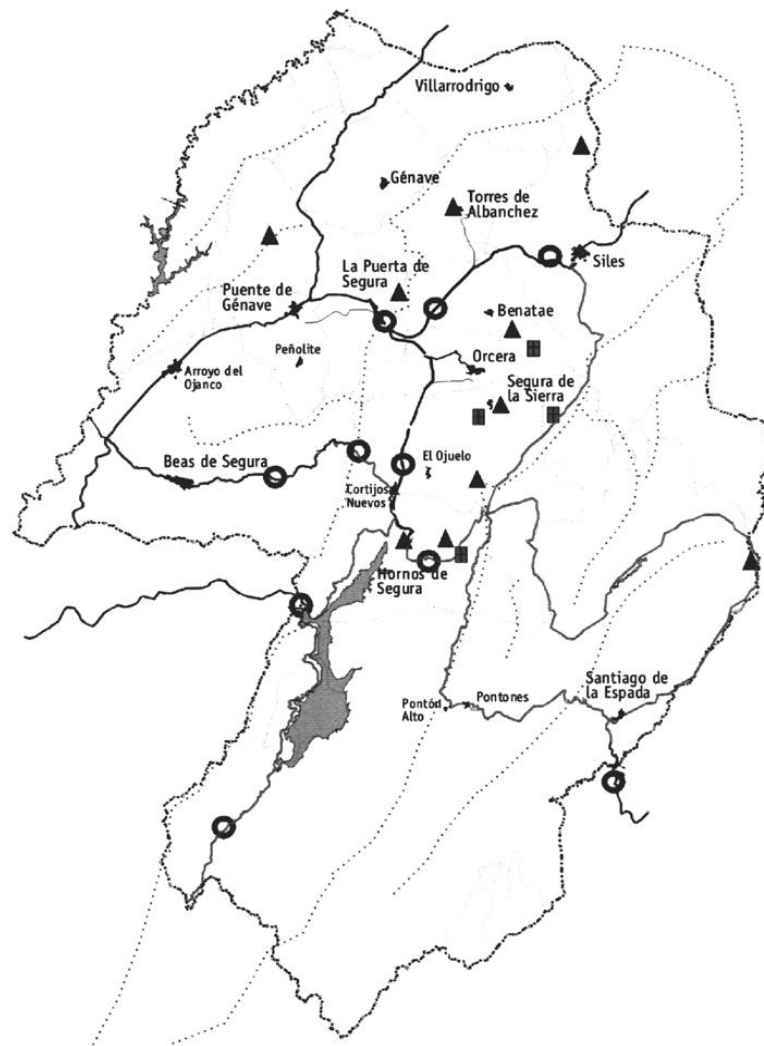 Villarrodrigo
Génave
Torres de
Albanchez
La Puerta de
Segura
Siles
Puente de
Génave
Benatae
Peñolite
Orcera
Arroyo del
Ojanco
Segura de
la Sierra
El Ojuelo
Beas de Segura
Cortijos
Nuevos
Hornos de
Segura
Santiago de
la Espada
Pontón
Alto
Pontones